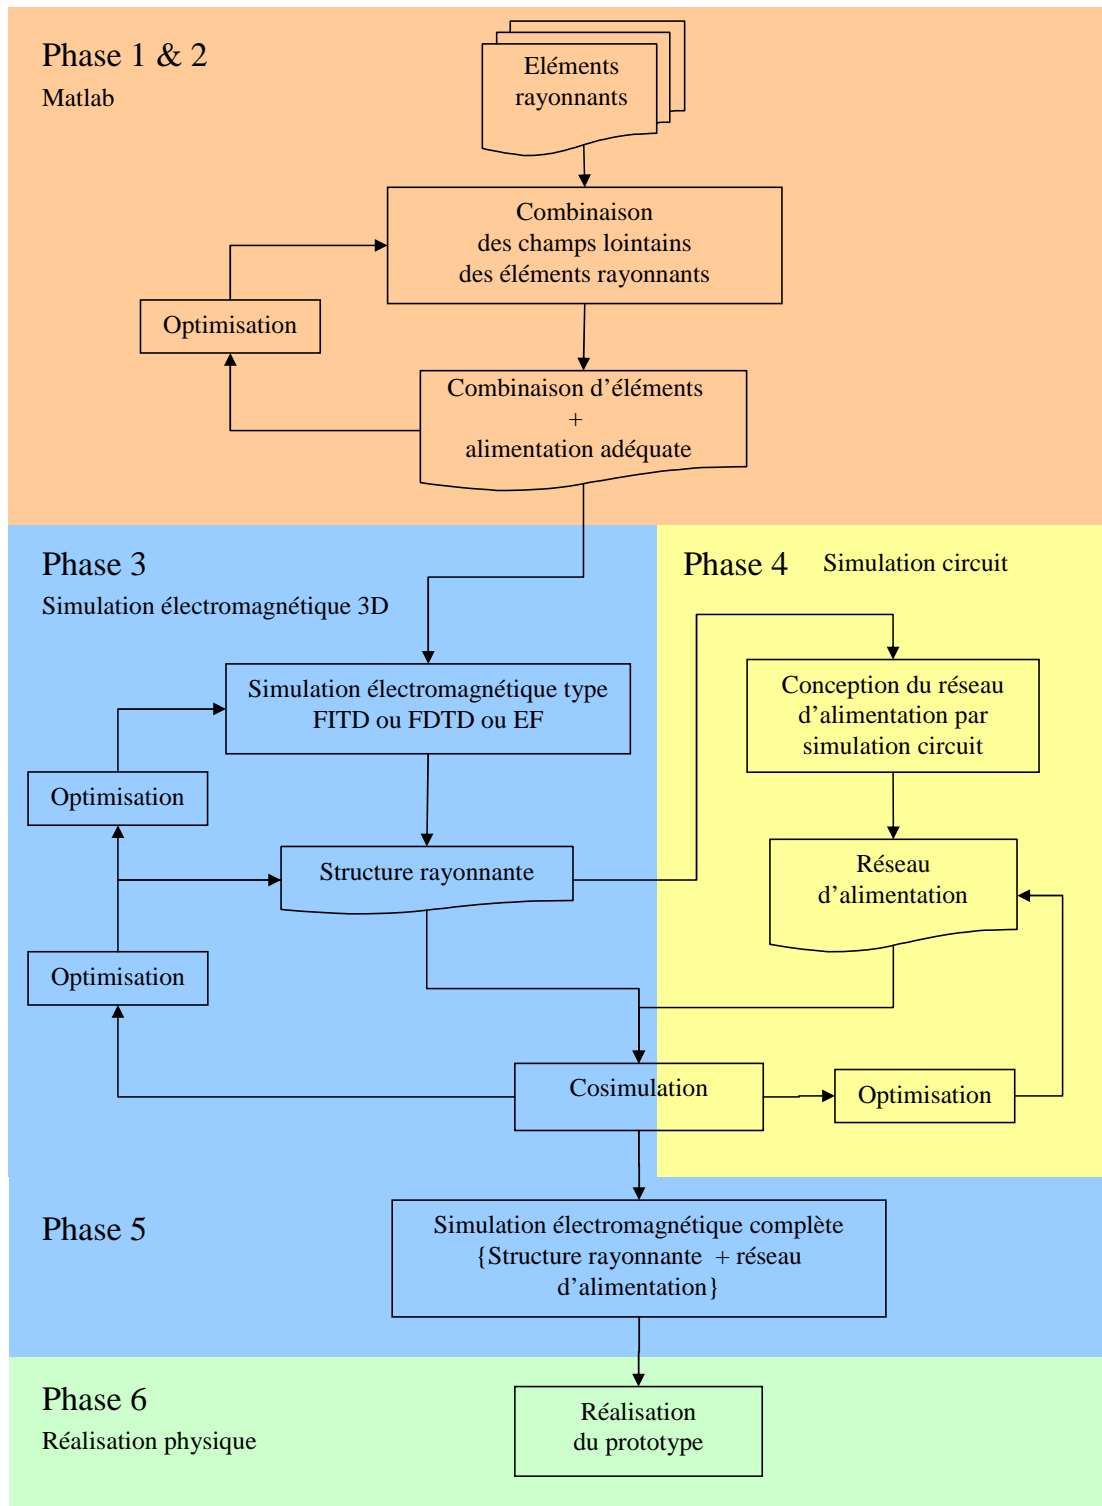 Phase 1 & 2
Matlab
Eléments
rayonnants
Combinaison
des champs lointains
des éléments rayonnants
Optimisation
Combinaison d’éléments
+
alimentation adéquate
Phase 3
Simulation électromagnétique 3D
Phase 4 Simulation circuit
Simulation électromagnétique type
FITD ou FDTD ou EF
Conception du réseau
d’alimentation par
simulation circuit
Optimisation
Structure rayonnante
Réseau
d’alimentation
Optimisation
Cosimulation
Optimisation
Phase 5
Simulation électromagnétique complète
{Structure rayonnante + réseau
d’alimentation}
Phase 6
Réalisation physique
Réalisation
du prototype